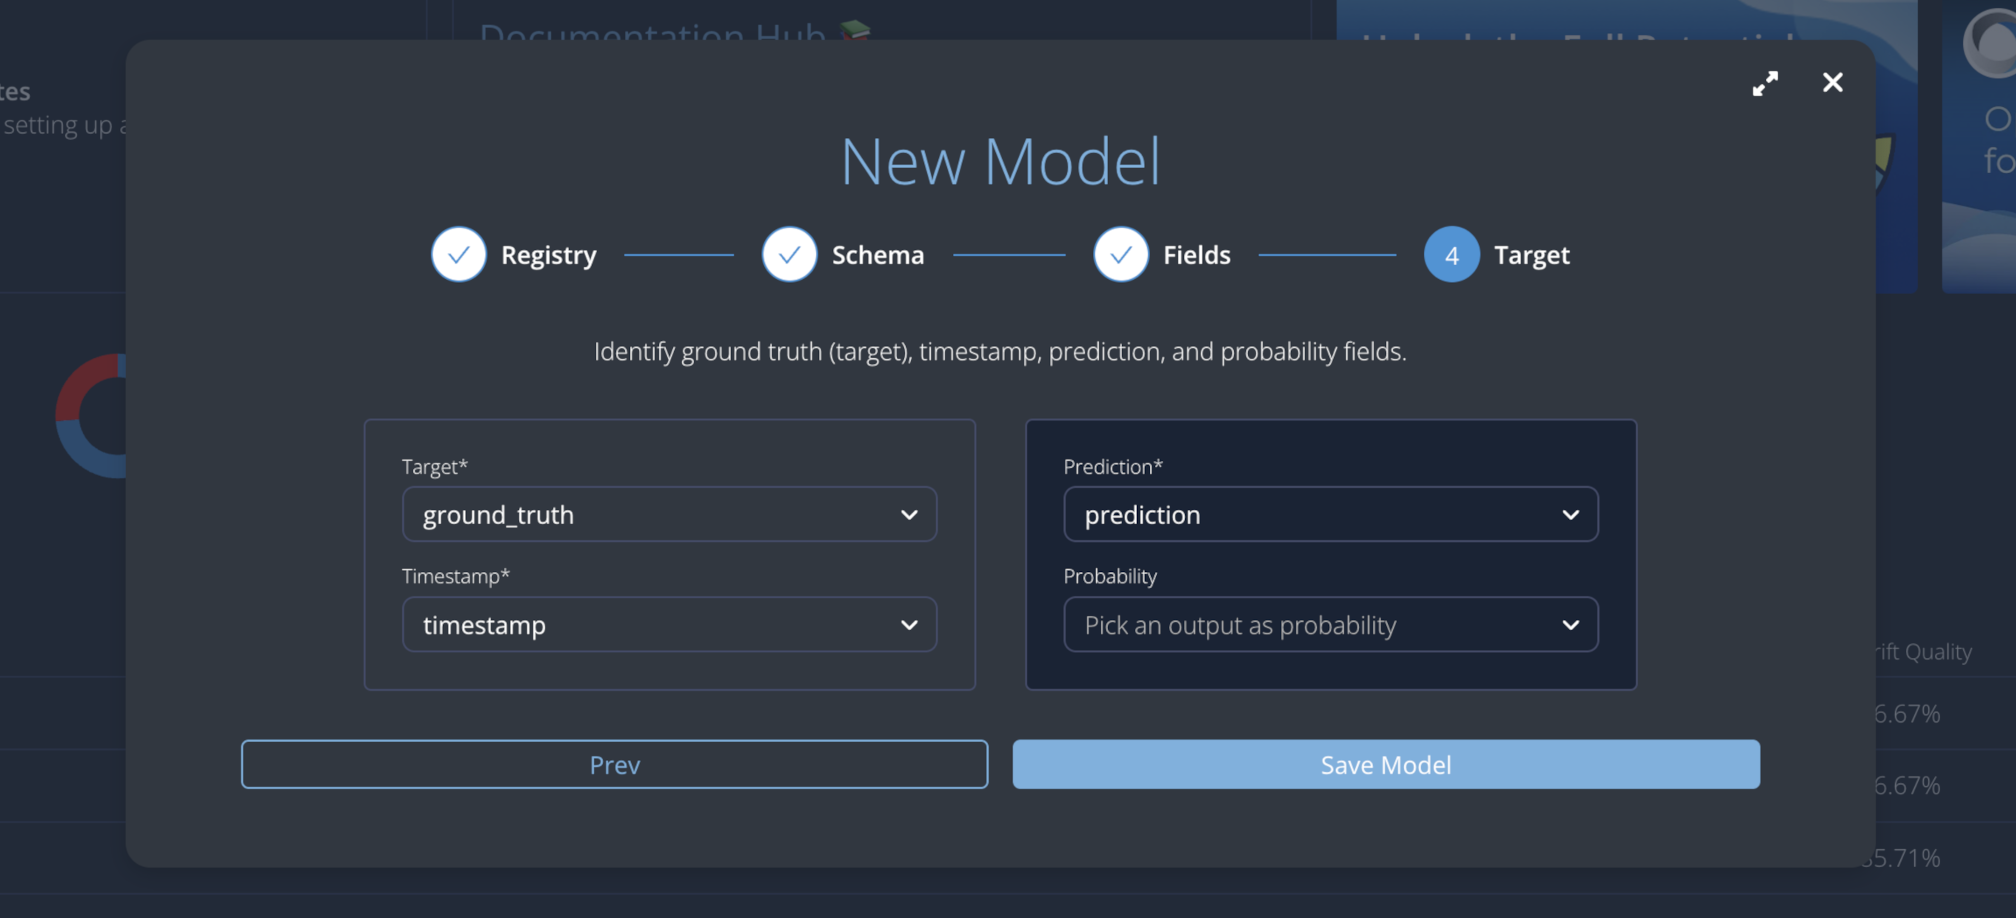 Documentation Hub
tes
setting up a
O
fo
New Model
Registry
Schema
Fields
4 Target
Identify ground truth (target), timestamp, prediction, and probability fields.
Target*
ground_truth
Timestamp*
timestamp
Prediction*
prediction
Probability
Pick an output as probability
Prev
Save Model
rift Quality
6.67%
6.67%
5.71%